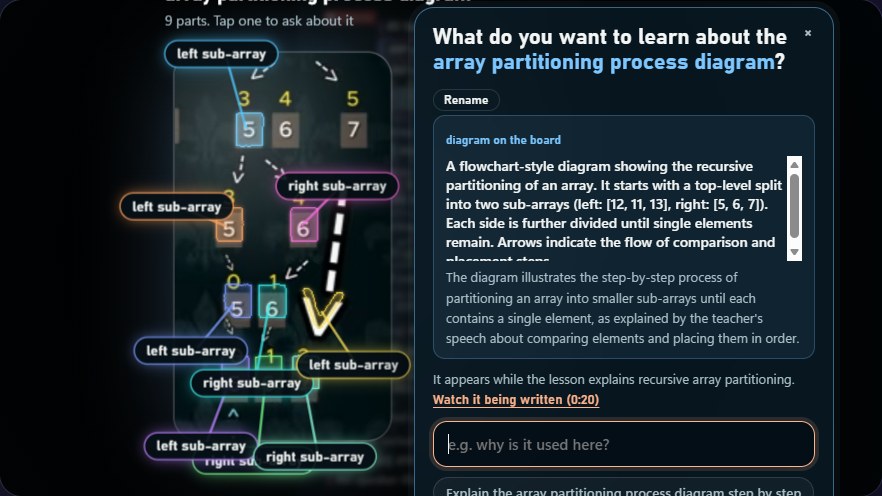 9 parts. Tap one to ask about it
left sub-array
3 4 5
5 6 7
right sub-array
left sub-array
5 6
0 1
5 6
left sub-array
left sub-array
1
right sub-array
left sub-array
right sub-array
What do you want to learn about the
array partitioning process diagram?
×
Rename
diagram on the board
A flowchart-style diagram showing the recursive
partitioning of an array. It starts with a top-level split
into two sub-arrays (left: [12, 11, 13], right: [5, 6, 7]).
Each side is further divided until single elements
remain. Arrows indicate the flow of comparison and
The diagram illustrates the step-by-step process of
partitioning an array into smaller sub-arrays until each
contains a single element, as explained by the teacher's
speech about comparing elements and placing them in order.
It appears while the lesson explains recursive array partitioning.
Watch it being written (0:20)
e.g. why is it used here?
Explain the array partitioning process diagram step by step